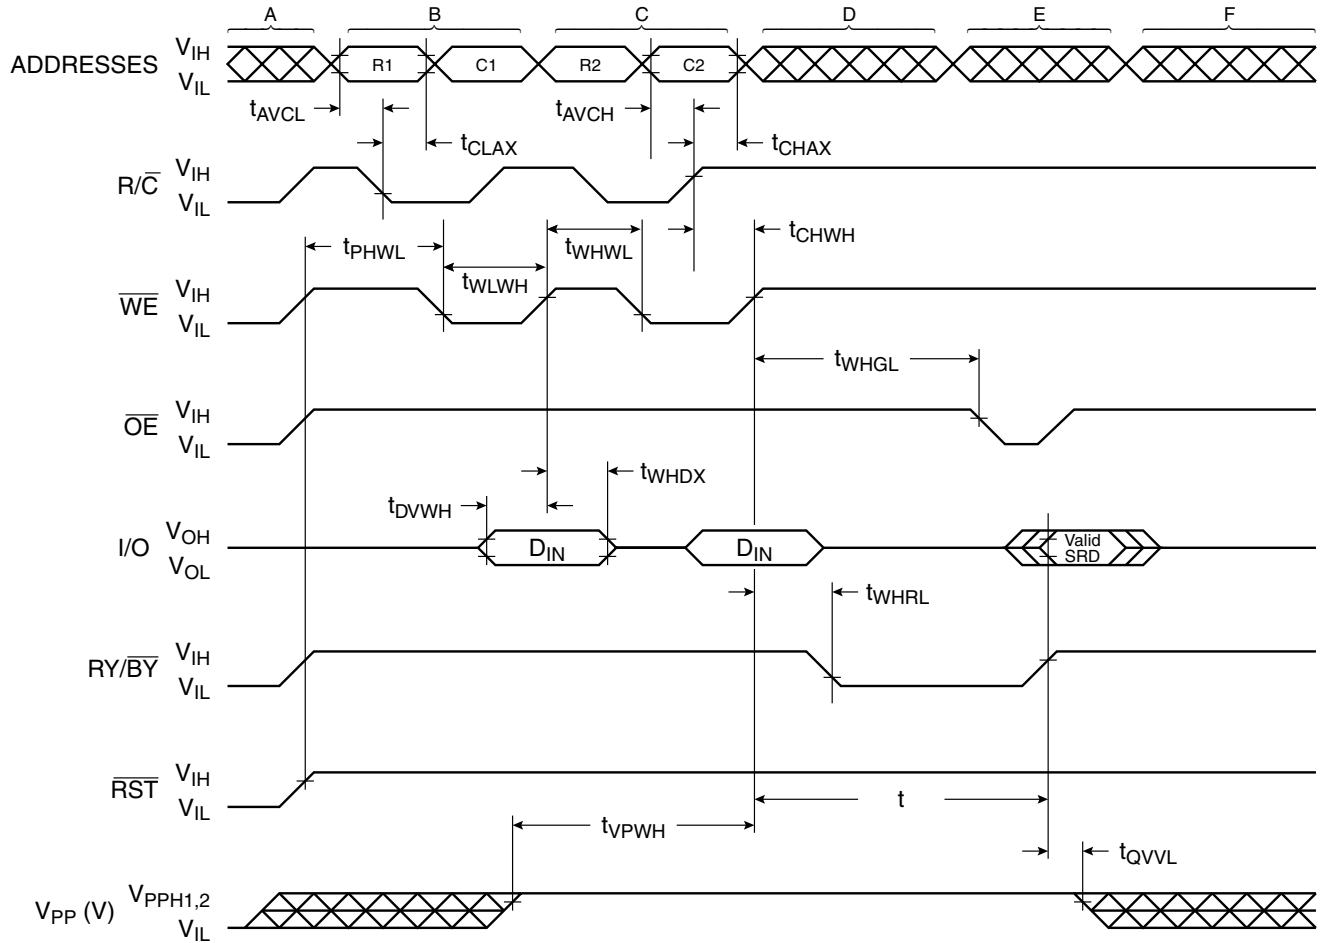 A B C D E F
ADDRESSES VIH VIL R1 C1 R2 C2
tAVCL tAVCH
tCLAX tCHAX
R/C̅ VIH VIL
tPHWL tWHWL tCHWH
tWLWH
W̅E̅ VIH VIL
tWHGL
O̅E̅ VIH VIL
tWHDX
tDVWH
I/O VOH VOL DIN DIN Valid SRD
tWHRL
RY/B̅Y̅ VIH VIL
R̅S̅T̅ VIH VIL
t
tVPWH
tQVVL
VPP (V) VPPH1,2 VIL